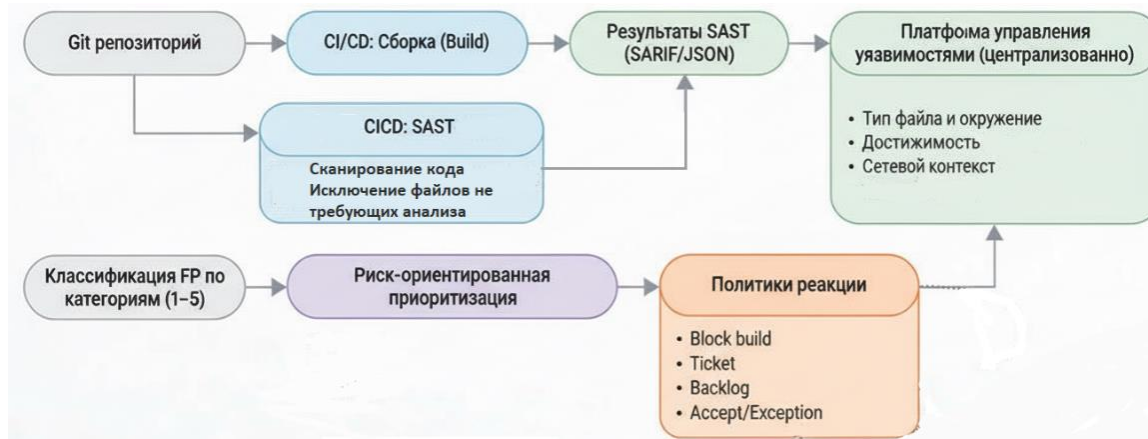 Git репозиторий
CI/CD: Сборка (Build)
Результаты SAST
(SARIF/JSON)
Платфома управления
уязвимостями (централизованно)
• Тип файла и окружение
• Достижимость
• Сетевой контекст
CICD: SAST
Сканирование кода
Исключение файлов не
требующих анализа
Классификация FP по
категориям (1–5)
Риск-ориентированная
приоритизация
Политики реакции
• Block build
• Ticket
• Backlog
• Accept/Exception